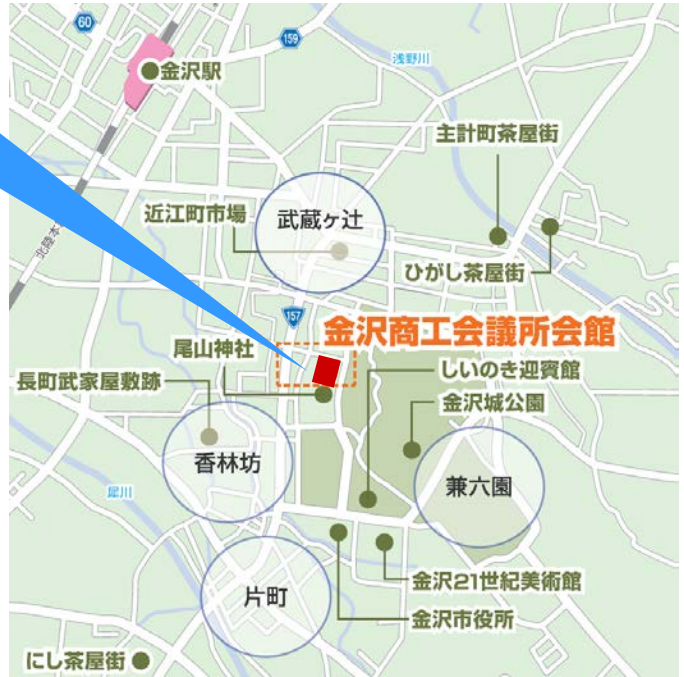 60
159
浅野川
金沢駅
主計町茶屋街
近江町市場
武蔵ヶ辻
ひがし茶屋街
北陸本
157
金沢商工会議所会館
尾山神社
しいのき迎賓館
長町武家屋敷跡
金沢城公園
香林坊
兼六園
犀川
金沢21世紀美術館
片町
金沢市役所
にし茶屋街